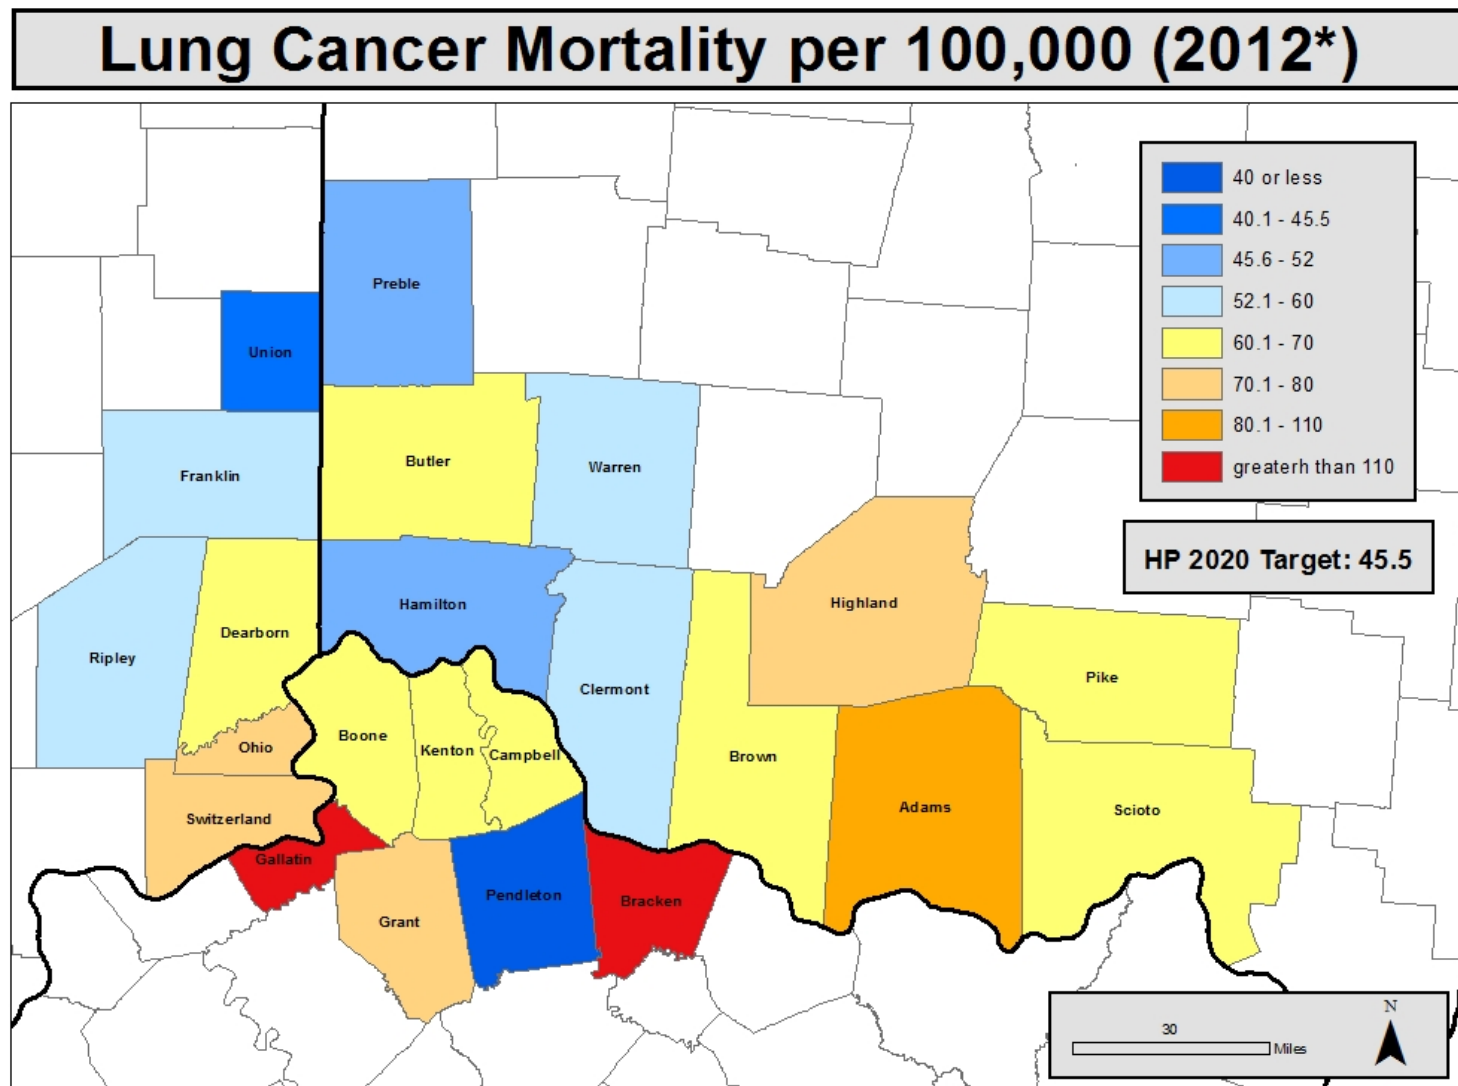 Lung Cancer Mortality per 100,000 (2012*)
40 or less
40.1 - 45.5
45.6 - 52
52.1 - 60
60.1 - 70
70.1 - 80
80.1 - 110
greaterh than 110
HP 2020 Target: 45.5
Preble
Union
Butler
Warren
Franklin
Highland
Hamilton
Dearborn
Ripley
Pike
Clermont
Boone
Ohio
Kenton
Campbell
Brown
Adams
Scioto
Switzerland
Gallatin
Pendleton
Bracken
Grant
N
30
Miles